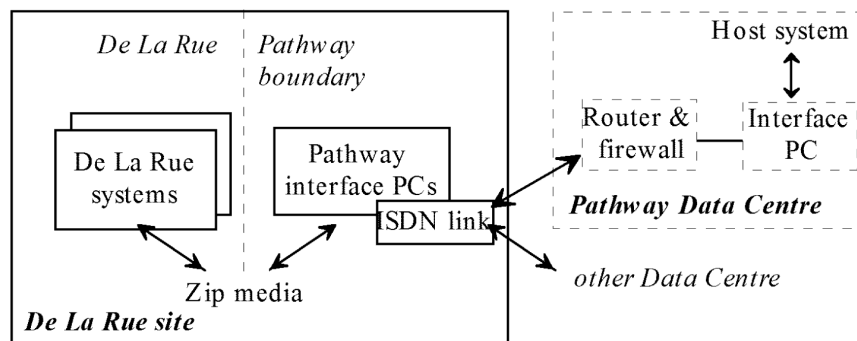 De La Rue
Pathway
boundary
De La Rue
systems
Pathway
interface PCs
ISDN link
Zip media
De La Rue site
Host system
Router &
firewall
Interface
PC
Pathway Data Centre
other Data Centre